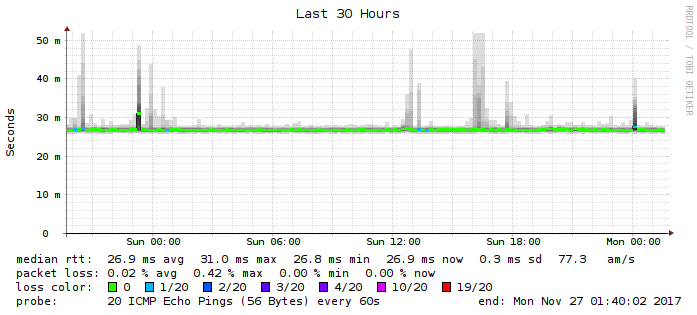 Last 30 Hours
RRDTOOL / TOBI OETIKER
Seconds
50 m
40 m
30 m
20 m
10 m
0
Sun 00:00 Sun 06:00 Sun 12:00 Sun 18:00 Mon 00:00
median rtt: 26.9 ms avg 31.0 ms max 26.8 ms min 26.9 ms now 0.3 ms sd 77.3 am/s
packet loss: 0.02 % avg 0.42 % max 0.00 % min 0.00 % now
loss color: 0 1/20 2/20 3/20 4/20 10/20 19/20
probe: 20 ICMP Echo Pings (56 Bytes) every 60s end: Mon Nov 27 01:40:02 2017